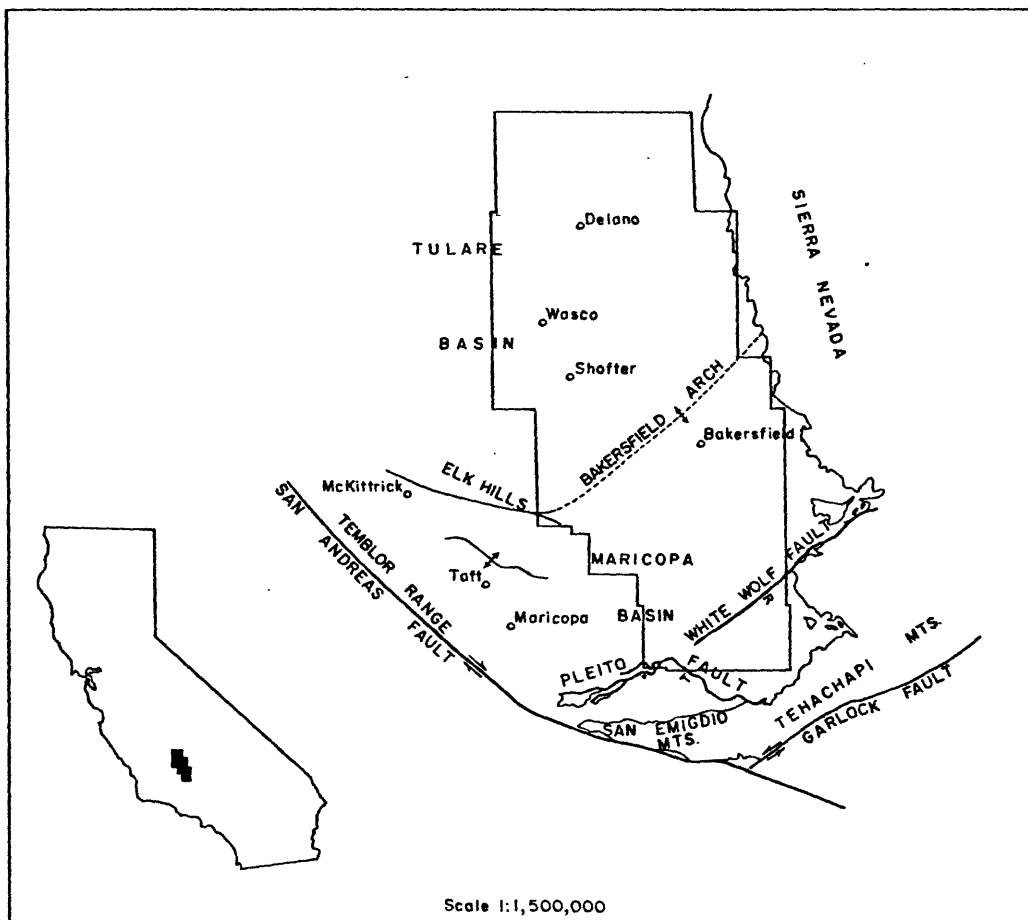 SIERRA NEVADA
Delano
TULARE
BASIN
Wasco
Shofter
BAKERSFIELD ARCH
Bakersfield
ELK HILLS
McKittrick
SAN ANDREAS FAULT
TEMBLOR RANGE
Taft
Maricopa
MARICOPA
BASIN
WHITE WOLF FAULT
R
PLEITO FAULT
T
SAN EMIGDIO
MTS.
TEHACHAPI MTS.
GARLOCK FAULT
Scale 1:1,500,000